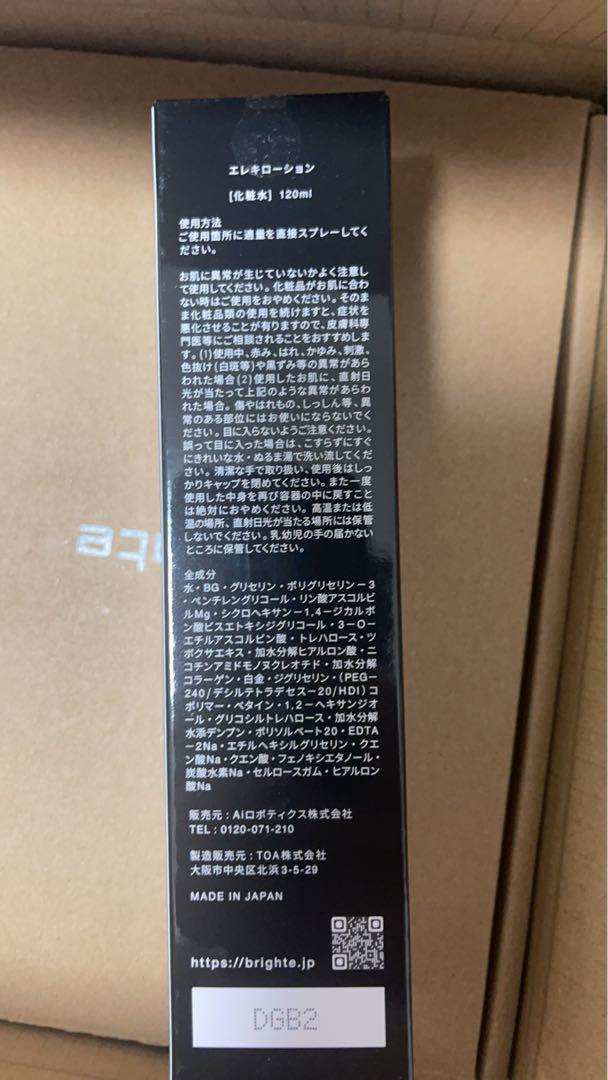 エレキローション
[化粧水] 120ml
使用方法
ご使用箇所に適量を直接スプレーしてく
ださい。
お肌に異常が生じていないかよく注意し
て使用してください。化粧品がお肌に合わ
ない時はご使用をおやめください。そのま
ま化粧品類の使用を続けますと、症状を
悪化させることが有りますので、皮膚科専
門医等にご相談されることをおすすめしま
す。(1)使用中、赤み、はれ、かゆみ、刺激、
色抜け(白斑等)や黒ずみ等の異常があら
われた場合(2)使用したお肌に、直射日
光が当たって上記のような異常があらわ
れた場合。傷やはれもの、しっしん等、異
常のある部位にはお使いにならないでく
ださい。目に入らないようご注意ください。
誤って目に入った場合は、こすらずにすぐ
にきれいな水・ぬるま湯で洗い流してくだ
さい。清潔な手で取り扱い、使用後はしっ
かりキャップを閉めてください。また一度
使用した中身を再び容器の中に戻すこと
は絶対におやめください。高温または低
温の場所、直射日光が当たる場所には保管
しないでください。乳幼児の手の届かない
ところに保管してください。
全成分
水・BG・グリセリン・ポリグリセリン−3
・ペンチレングリコール・リン酸アスコルビ
ルMg・シクロヘキサン−1,4−ジカルボ
ン酸ビスエトキシジグリコール・3−O−
エチルアスコルビン酸・トレハロース・ツ
ボクサエキス・加水分解ヒアルロン酸・ニ
コチンアミドモノヌクレオチド・加水分解
コラーゲン・白金・ジグリセリン・(PEG−
240/デシルテトラデセス−20/HDI)コ
ポリマー・ベタイン・1,2−ヘキサンジオ
ール・グリコシルトレハロース・加水分解
水添デンプン・ポリソルベート20・EDTA
−2Na・エチルヘキシルグリセリン・クエ
ン酸Na・クエン酸・フェノキシエタノール・
炭酸水素Na・セルロースガム・ヒアルロン
酸Na
販売元：Aiロボティクス株式会社
TEL：0120-071-210
製造販売元：TOA株式会社
大阪市中央区北浜3-5-29
MADE IN JAPAN
https://brighte.jp
DGB2